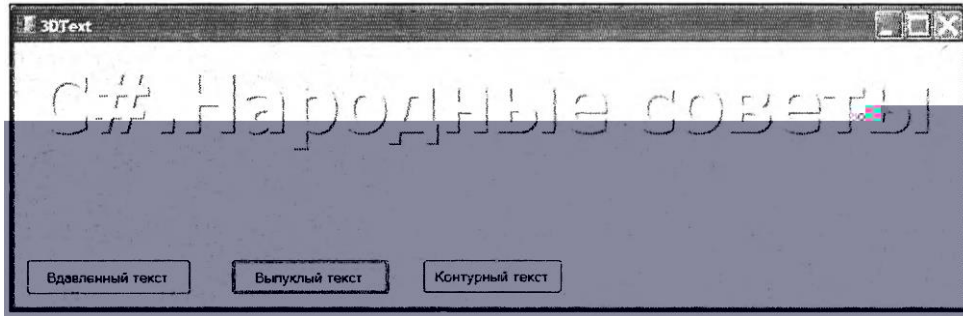 3DText
C#.Народные советы
Вдавленный текст
Выпуклый текст
Контурный текст